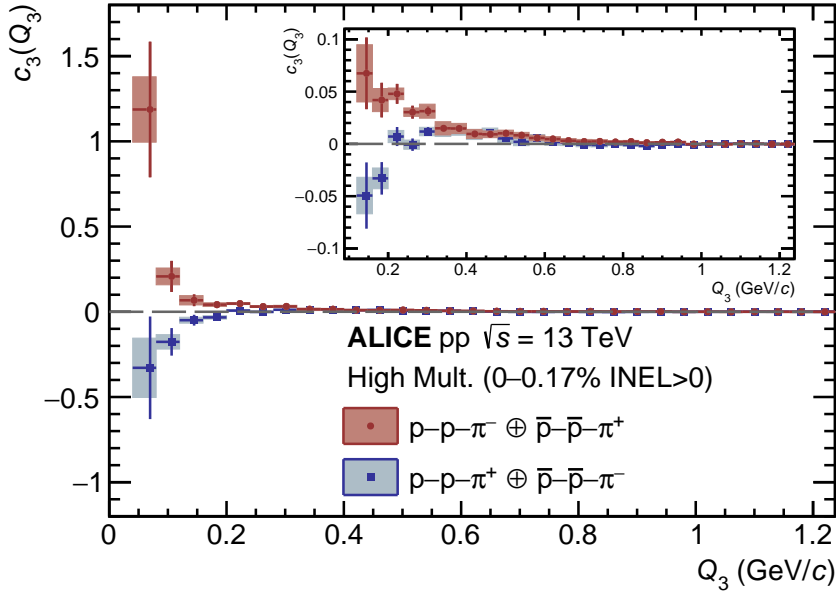 c₃(Q₃)
1.5
1
0.5
0
−0.5
−1
0 0.2 0.4 0.6 0.8 1 1.2
Q₃ (GeV/c)
c₃(Q₃)
0.1
0.05
0
−0.05
−0.1
0.2 0.4 0.6 0.8 1 1.2
Q₃ (GeV/c)
ALICE pp √s = 13 TeV
High Mult. (0–0.17% INEL>0)
p–p–π⁻ ⊕ p̅–p̅–π⁺
p–p–π⁺ ⊕ p̅–p̅–π⁻